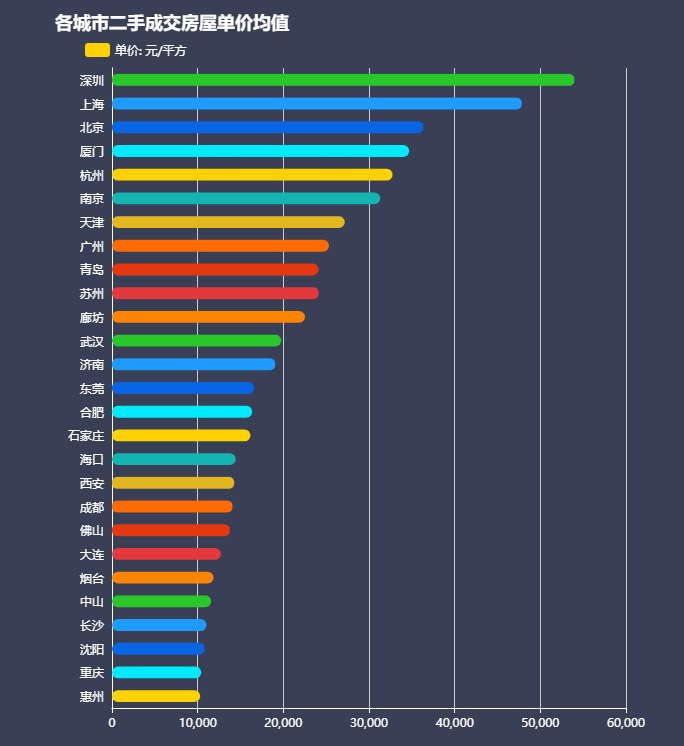 各城市二手成交房屋单价均值
单价: 元/平方
深圳
上海
北京
厦门
杭州
南京
天津
广州
青岛
苏州
廊坊
武汉
济南
东莞
合肥
石家庄
海口
西安
成都
佛山
大连
烟台
中山
长沙
沈阳
重庆
惠州
0 10,000 20,000 30,000 40,000 50,000 60,000